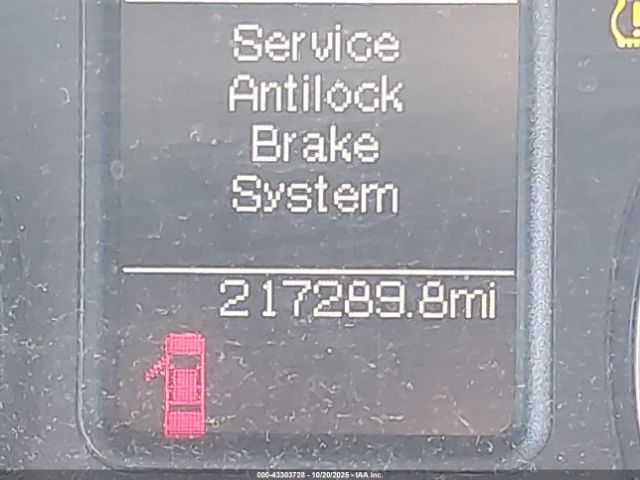 Service
Antilock
Brake
System
217289.8mi
000-43303728 - 10/20/2025 - IAA Inc.